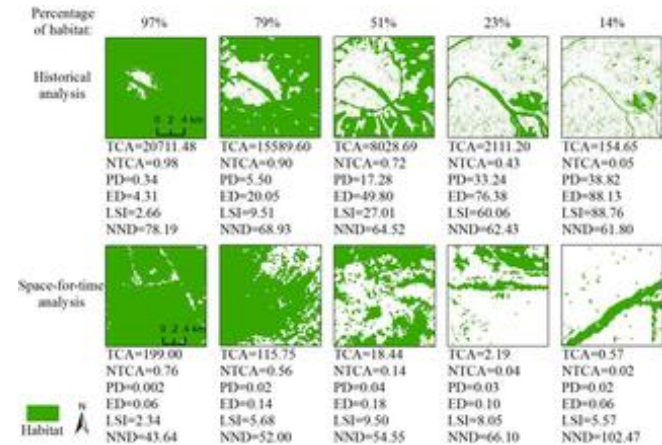 Percentage of habitat: 97% 79% 51% 23% 14%
Historical analysis
0 2 4 km
TCA=20711.48 TCA=15589.60 TCA=8028.69 TCA=2111.20 TCA=154.65
NTCA=0.98 NTCA=0.90 NTCA=0.72 NTCA=0.43 NTCA=0.05
PD=0.34 PD=5.50 PD=17.28 PD=33.24 PD=38.82
ED=4.31 ED=20.05 ED=49.80 ED=76.38 ED=88.13
LSI=2.66 LSI=9.51 LSI=27.01 LSI=60.06 LSI=88.76
NND=78.19 NND=68.93 NND=64.52 NND=62.43 NND=61.80
Space-for-time analysis
0 2 4 km
TCA=199.00 TCA=115.75 TCA=18.44 TCA=2.19 TCA=0.57
NTCA=0.76 NTCA=0.56 NTCA=0.14 NTCA=0.04 NTCA=0.02
PD=0.002 PD=0.02 PD=0.04 PD=0.03 PD=0.02
ED=0.06 ED=0.14 ED=0.18 ED=0.10 ED=0.06
LSI=2.34 LSI=5.68 LSI=9.50 LSI=8.05 LSI=5.57
NND=43.64 NND=52.00 NND=54.55 NND=66.10 NND=102.47
Habitat N